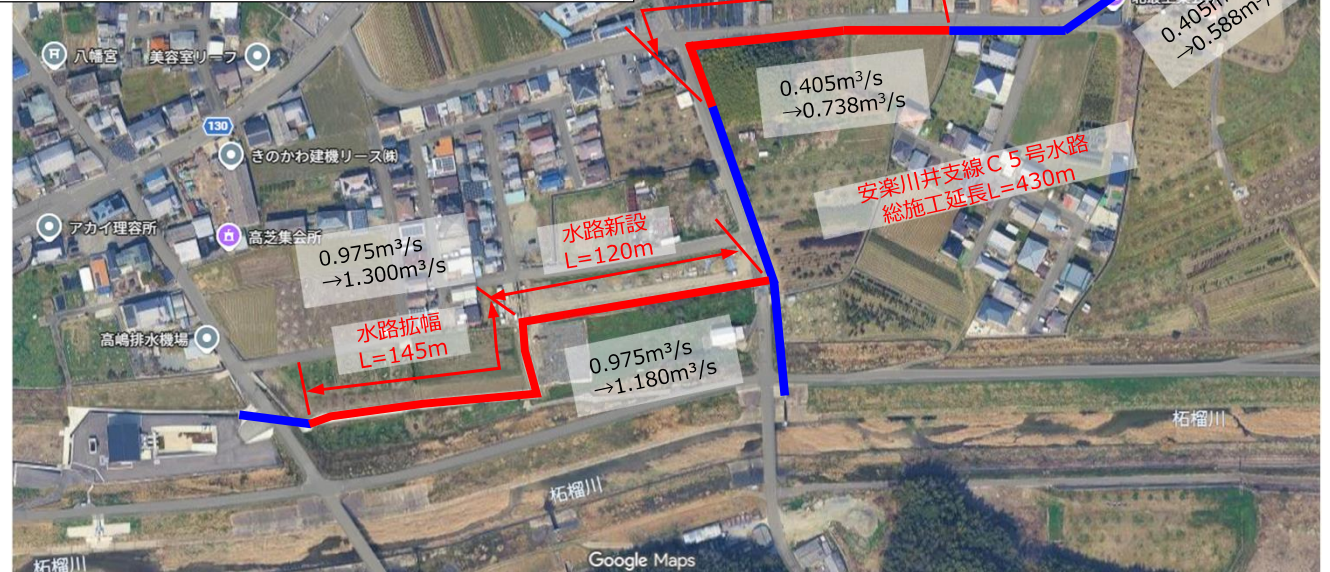 八幡宮
美容室リーフ
130
きのかわ建機リース㈱
アカイ理容所
高芝集会所
高嶋排水機場
0.405m³/s
→0.738m³/s
0.405m
→0.588m³/
安楽川井支線Ｃ５号水路
総施工延長L=430m
水路新設
L=120m
0.975m³/s
→1.300m³/s
水路拡幅
L=145m
0.975m³/s
→1.180m³/s
柘榴川
柘榴川
柘榴川
Google Maps